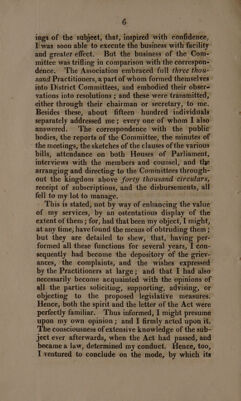 6
ings of the subject, that, inspired with confidence,
I was soon able to execute the business with facility
and greater effect. But the business of the Com-
mittee was trifling in comparison with the correspon-
dence. The Association embraced full three thou-
sand Practitioners, a part of whom formed themselves
into District Committees, and embodied their obser-
vations into resolutions; and these were transmitted,
either through their chairman or secretary, to me.
Besides these, about fifteen hundred individuals
separately addressed me; every one of whom I also
answered. The correspondence with the public
bodies, the reports of the Committee, the minutes of
the meetings, the sketches of the clauses of the various
bills, attendance on both Houses of Parliament,
interviews with the members and counsel, and the
arranging and directing to the Committees through-
out the kingdom above forty thousand circulars,
receipt of subscriptions, and the disbursements, all
fell to my lot to manage.
This is stated, not by way of enhancing the value
of my services, by an ostentatious display of the
extent of them; for, had that been my object, I might,
at any time, have found the means of obtruding them;
but they are detailed to shew, that, having per-
formed all these functions for several years, I con-
sequently had become the depository of the griev-
ances, the complaints, and the wishes expressed
by the Practitioners at large; and that I had also
necessarily become acquainted with the opinions of
all the parties soliciting, supporting, advising, or
objecting to the proposed legislative measures.
Hence, both the spirit and the letter of the Act were
perfectly familiar. Thus informed, I might presume
upon my own opinion; and I firmly acted upon it.
The consciousness of extensive knowledge of the sub-
ject ever afterwards, when the Act had passed, and
became a law, determined my conduct. Hence, too,
I ventured to conclude on the mode, by which its